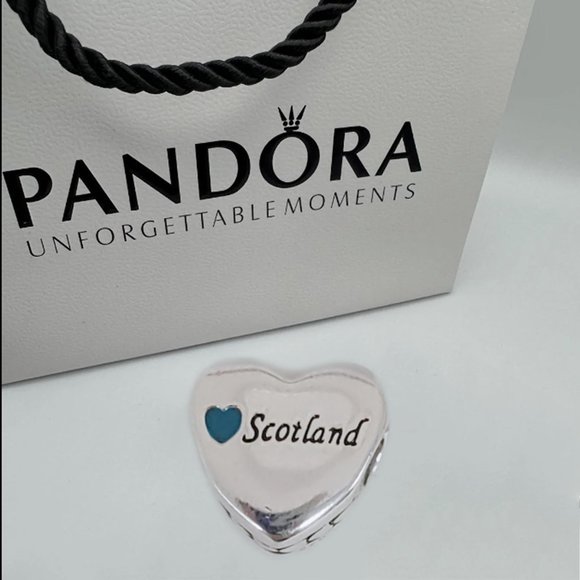 PANDORA
UNFORGETTABLE MOMENTS
Scotland